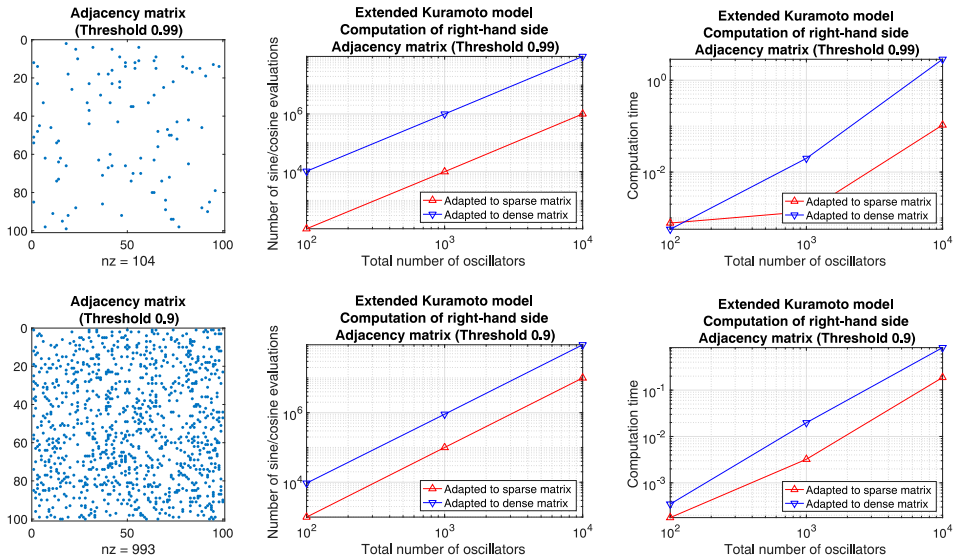 Adjacency matrix
(Threshold 0.99)
0
20
40
60
80
100
0
50
100
nz = 104
Extended Kuramoto model
Computation of right-hand side
Adjacency matrix (Threshold 0.99)
Number of sine/cosine evaluations
10^6
10^4
Adapted to sparse matrix
Adapted to dense matrix
10^2
10^3
10^4
Total number of oscillators
Extended Kuramoto model
Computation of right-hand side
Adjacency matrix (Threshold 0.99)
Computation time
10^0
10^-2
Adapted to sparse matrix
Adapted to dense matrix
10^2
10^3
10^4
Total number of oscillators
Adjacency matrix
(Threshold 0.9)
0
20
40
60
80
100
0
50
100
nz = 993
Extended Kuramoto model
Computation of right-hand side
Adjacency matrix (Threshold 0.9)
Number of sine/cosine evaluations
10^6
10^4
Adapted to sparse matrix
Adapted to dense matrix
10^2
10^3
10^4
Total number of oscillators
Extended Kuramoto model
Computation of right-hand side
Adjacency matrix (Threshold 0.9)
Computation time
10^-1
10^-2
10^-3
Adapted to sparse matrix
Adapted to dense matrix
10^2
10^3
10^4
Total number of oscillators